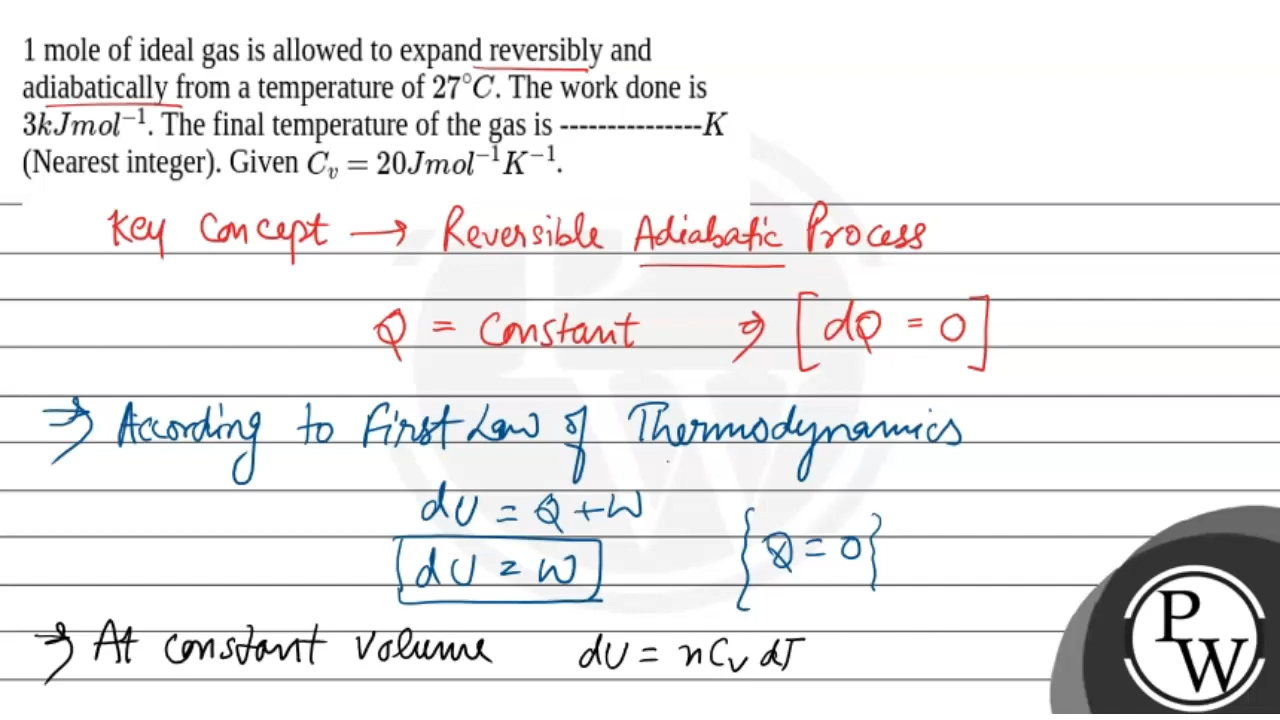 1 mole of ideal gas is allowed to expand reversibly and
adiabatically from a temperature of 27°C. The work done is
3kJmol⁻¹. The final temperature of the gas is ---------------K
(Nearest integer). Given Cᵥ = 20Jmol⁻¹K⁻¹.
Key Concept → Reversible Adiabatic Process
Q = Constant ⇒ [dQ = 0]
⇒ According to First Law of Thermodynamics
dU = Q + W
dU = W {Q = 0}
⇒ At constant volume dU = nCᵥ dT
PW